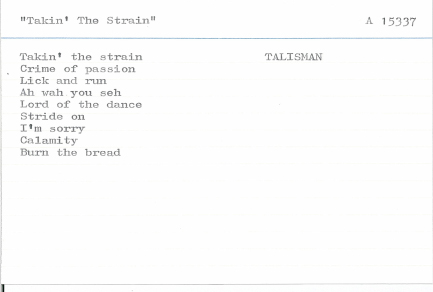 "Takin' The Strain" A 15337
Takin' the strain TALISMAN
Crime of passion
Lick and run
Ah wah you seh
Lord of the dance
Stride on
I'm sorry
Calamity
Burn the bread